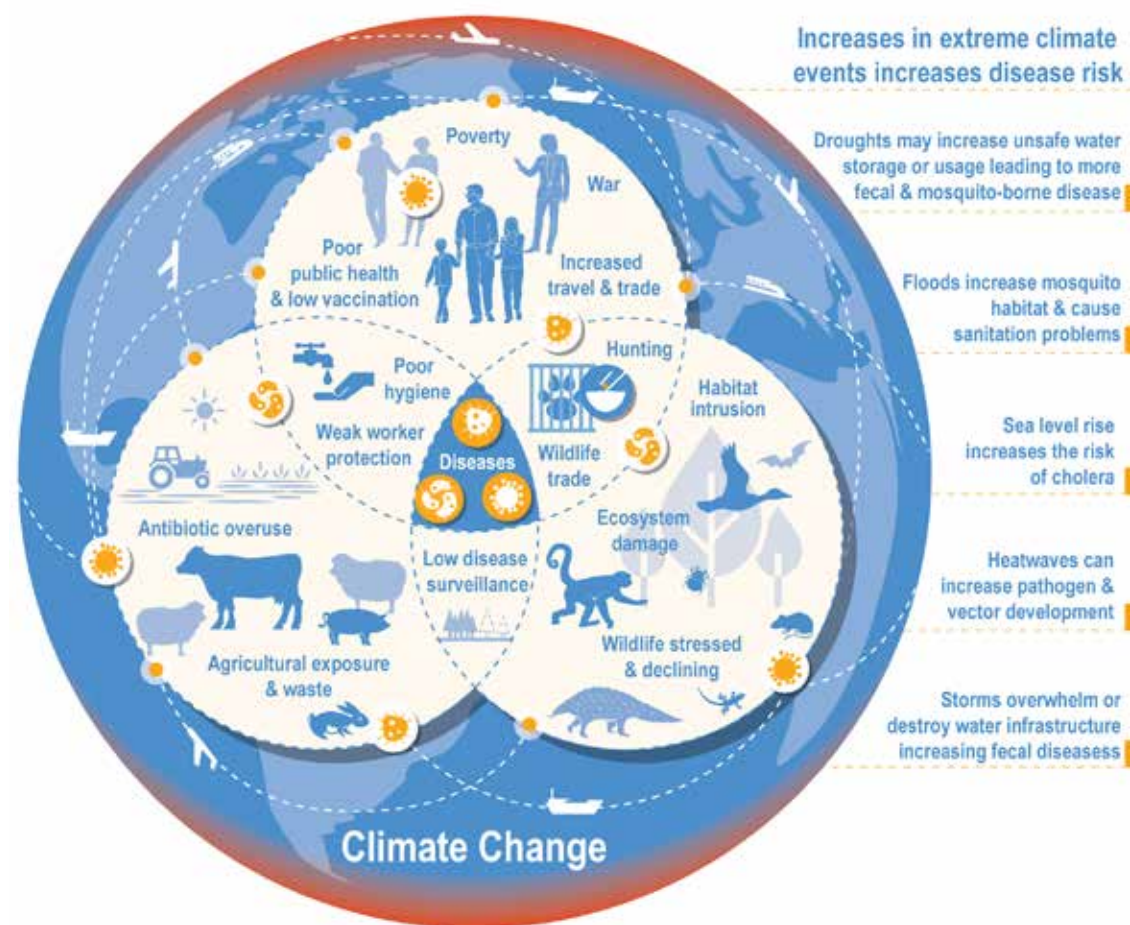 Increases in extreme climate
events increases disease risk
Droughts may increase unsafe water
storage or usage leading to more
fecal & mosquito-borne disease
Floods increase mosquito
habitat & cause
sanitation problems
Sea level rise
increases the risk
of cholera
Heatwaves can
increase pathogen &
vector development
Storms overwhelm or
destroy water infrastructure
increasing fecal diseasess
Poverty
War
Poor
public health
& low vaccination
Increased
travel & trade
Poor
hygiene
Weak worker
protection
Hunting
Wildlife
trade
Habitat
intrusion
Diseases
Antibiotic overuse
Low disease
surveillance
Ecosystem
damage
Agricultural exposure
& waste
Wildlife stressed
& declining
Climate Change